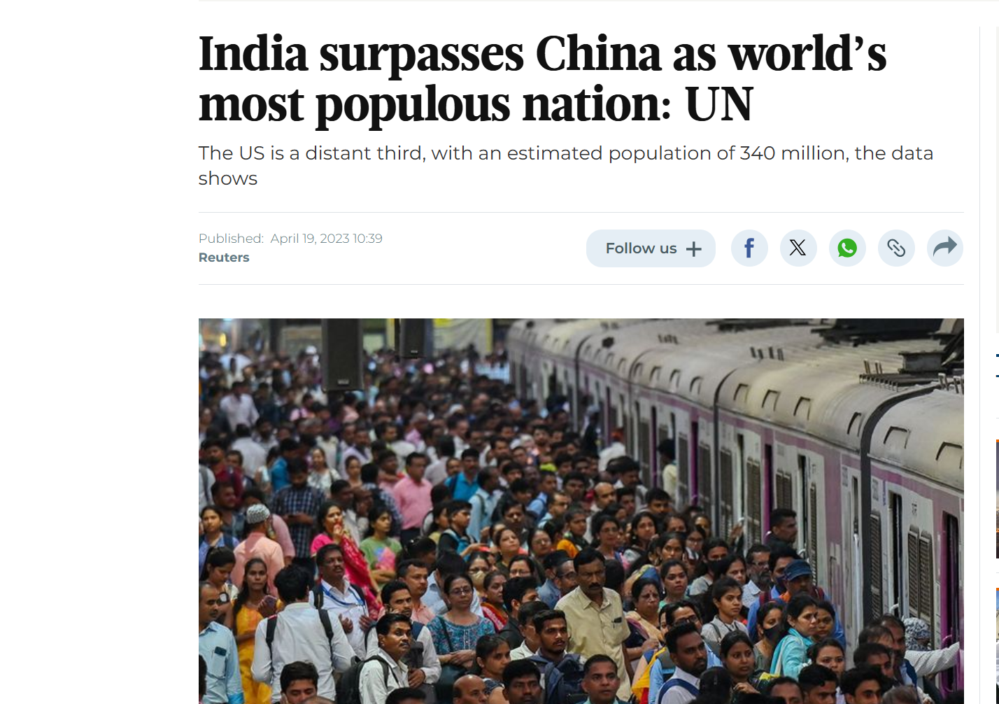 India surpasses China as world’s
most populous nation: UN
The US is a distant third, with an estimated population of 340 million, the data
shows
Published: April 19, 2023 10:39
Reuters
Follow us +